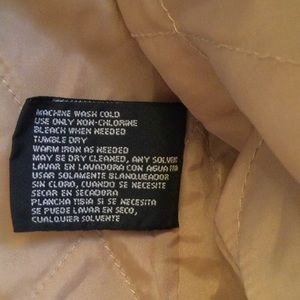 MACHINE WASH COLD
USE ONLY NON-CHLORINE
BLEACH WHEN NEEDED
TUMBLE DRY
WARM IRON AS NEEDED
MAY BE DRY CLEANED, ANY SOLVENT
LAVAR EN LAVADORA CON AGUA
USAR SOLAMENTE BLANQUEADOR
SIN CLORO, CUANDO SE NECESITE
SECAR EN SECADORA
PLANCHA TIBIA SI SE NECESITA
SE PUEDE LAVAR EN SECO,
CUALQUIER SOLVENTE